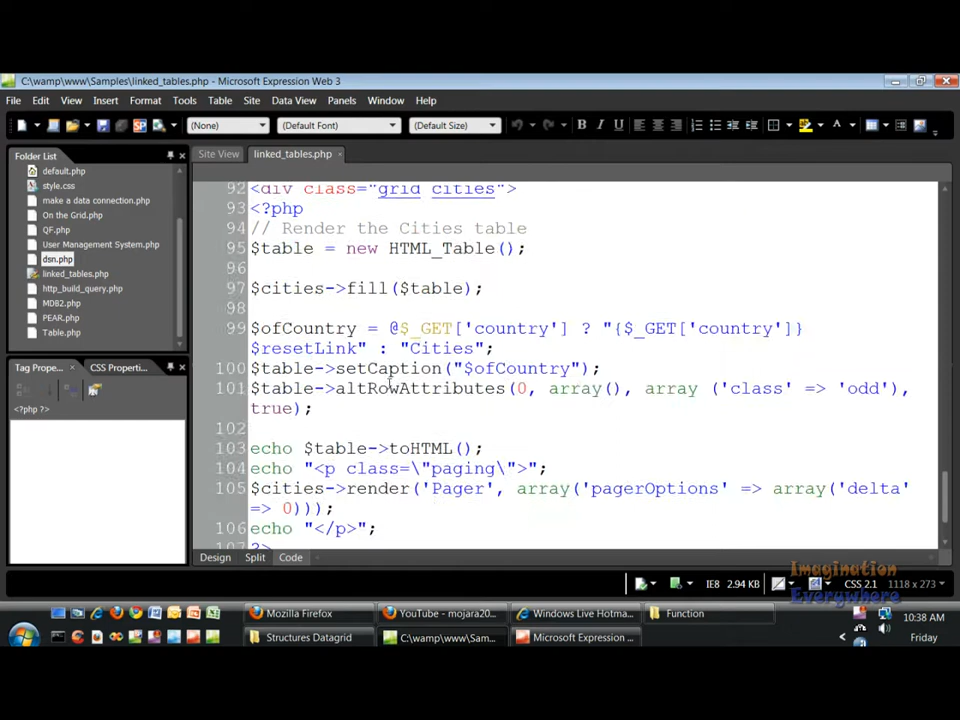 C:\wamp\www\Samples\linked_tables.php - Microsoft Expression Web 3
File Edit View Insert Format Tools Table Site Data View Panels Window Help
(None) (Default Font) (Default Size) B I U A
Folder List
default.php
style.css
make a data connection.php
On the Grid.php
QF.php
User Management System.php
dsn.php
linked_tables.php
http_build_query.php
MDB2.php
PEAR.php
Table.php
Tag Prope... CSS Properti...
<?php ?>
Site View linked_tables.php
92 <div class="grid cities">
93 <?php
94 // Render the Cities table
95 $table = new HTML_Table();
96
97 $cities->fill($table);
98
99 $ofCountry = @$_GET['country'] ? "{$_GET['country']}
$resetLink" : "Cities";
100 $table->setCaption("$ofCountry");
101 $table->altRowAttributes(0, array(), array ('class' => 'odd'),
true);
102
103 echo $table->toHTML();
104 echo "<p class=\"paging\">";
105 $cities->render('Pager', array('pagerOptions' => array('delta'
=> 0)));
106 echo "</p>";
107 ?>
Design Split Code
IE8 2.94 KB CSS 2.1 1118 x 273
Imagination
Everywhere
Mozilla Firefox YouTube - mojara20... Windows Live Hotma... Function
Structures Datagrid C:\wamp\www\Sam... Microsoft Expression ...
10:38 AM
Friday